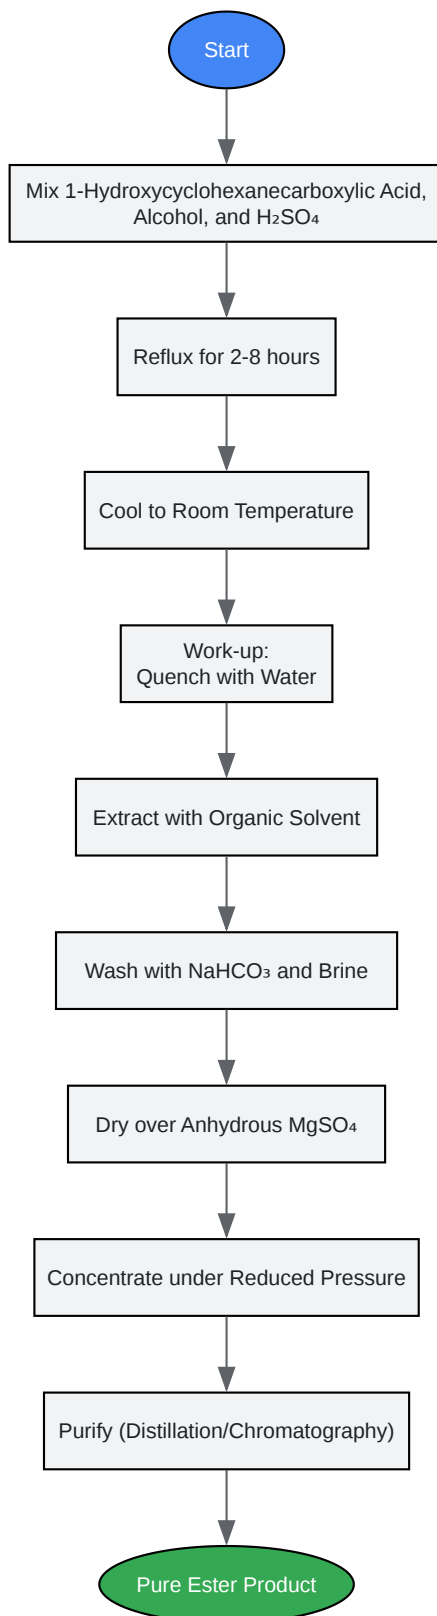 Start
Mix 1-Hydroxycyclohexanecarboxylic Acid,
Alcohol, and H₂SO₄
Reflux for 2-8 hours
Cool to Room Temperature
Work-up:
Quench with Water
Extract with Organic Solvent
Wash with NaHCO₃ and Brine
Dry over Anhydrous MgSO₄
Concentrate under Reduced Pressure
Purify (Distillation/Chromatography)
Pure Ester Product